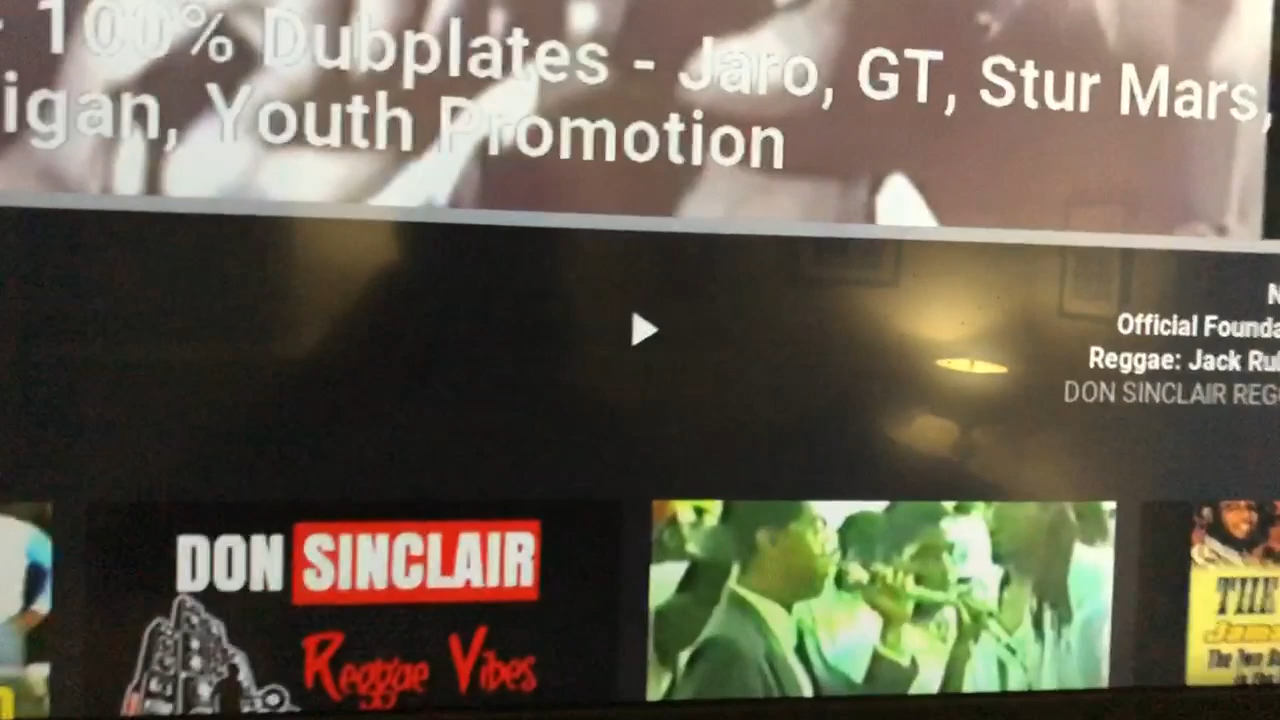 100% Dubplates - Jaro, GT, Stur Mars,
igan, Youth Promotion
Official Founda
Reggae: Jack Ru
DON SINCLAIR REG
DON SINCLAIR
Reggae Vibes
THE